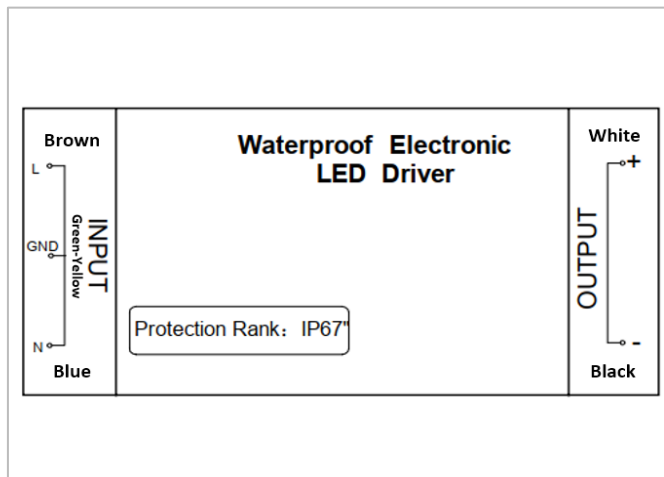 Brown
L
GND
Green-Yellow
INPUT
N
Blue
Waterproof Electronic
LED Driver
Protection Rank：IP67"
White
+
OUTPUT
-
Black